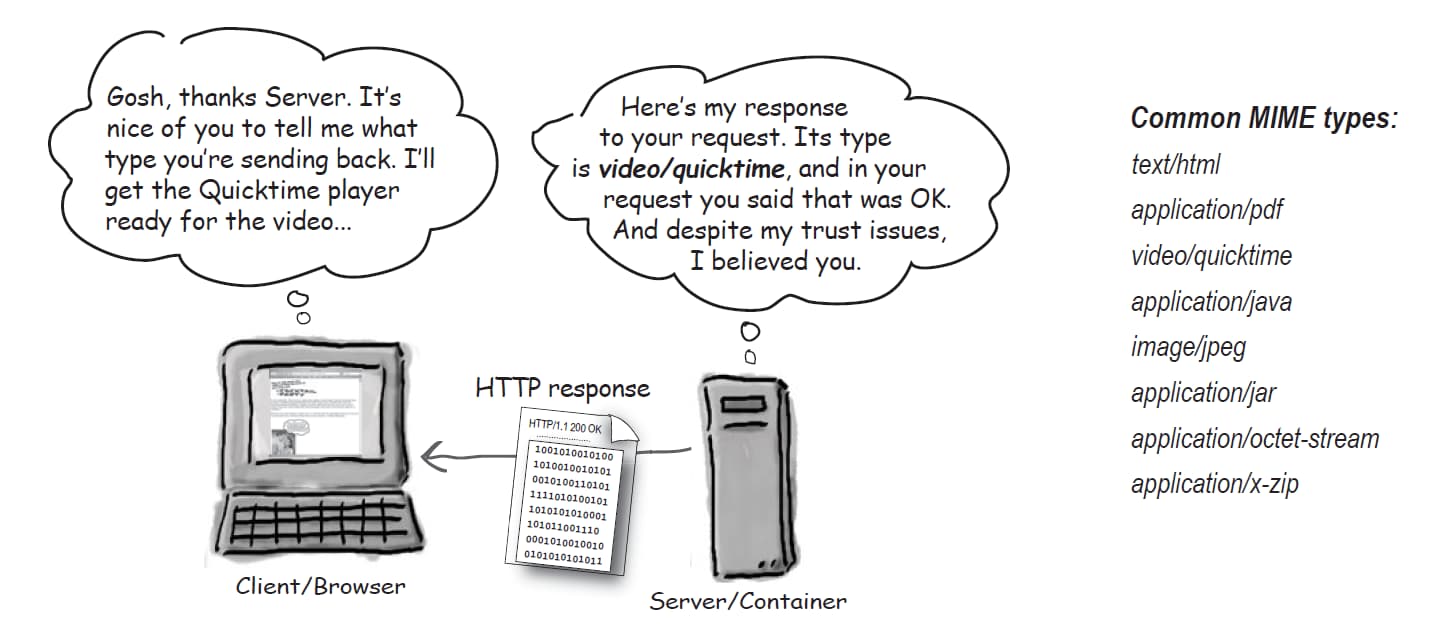 Gosh, thanks Server. It's
nice of you to tell me what
type you're sending back. I'll
get the Quicktime player
ready for the video...
Here's my response
to your request. Its type
is video/quicktime, and in your
request you said that was OK.
And despite my trust issues,
I believed you.
Common MIME types:
text/html
application/pdf
video/quicktime
application/java
image/jpeg
application/jar
application/octet-stream
application/x-zip
HTTP response
HTTP/1.1 200 OK
1001010010100
1010010010101
0010100110101
1111010100101
1010101010001
101011001110
0001010010010
0101010101011
Client/Browser
Server/Container